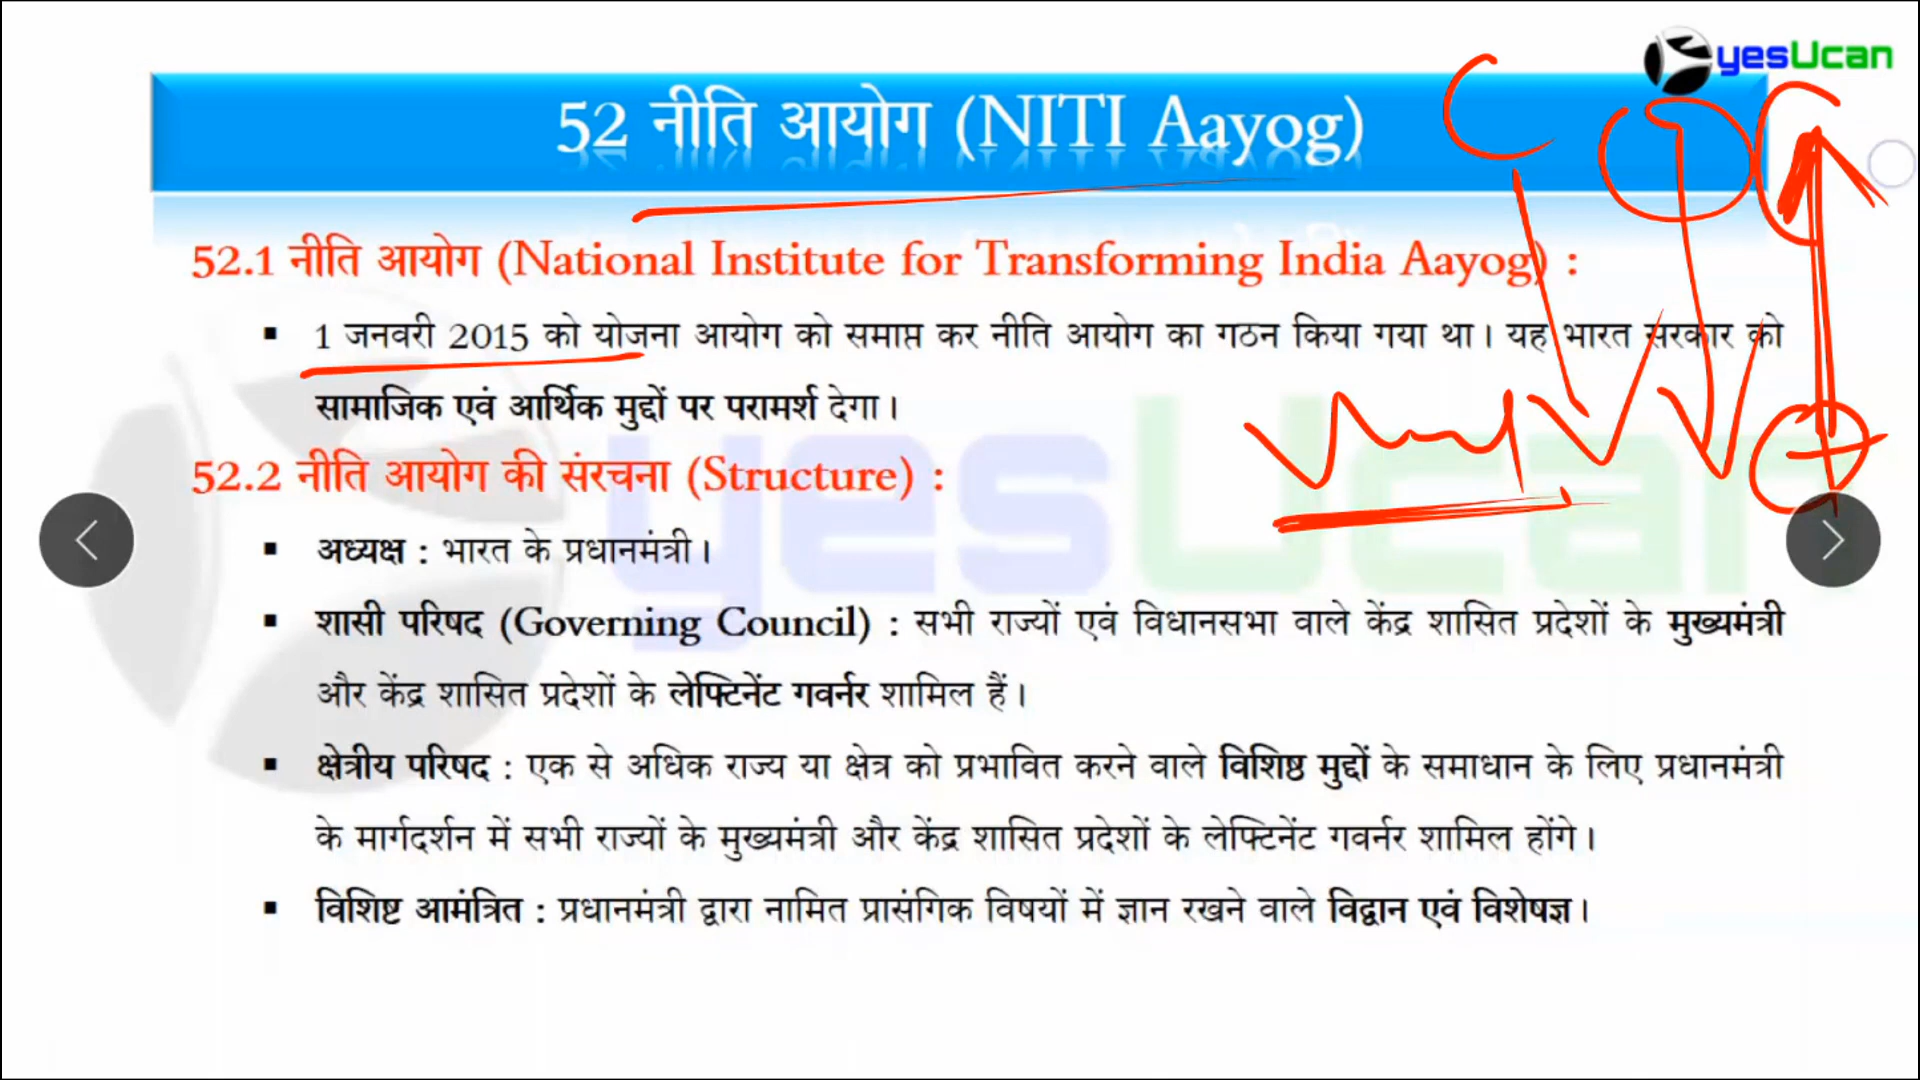 yesUcan
52 नीति आयोग (NITI Aayog)
52.1 नीति आयोग (National Institute for Transforming India Aayog) :
▪ 1 जनवरी 2015 को योजना आयोग को समाप्त कर नीति आयोग का गठन किया गया था। यह भारत सरकार को
सामाजिक एवं आर्थिक मुद्दों पर परामर्श देगा।
52.2 नीति आयोग की संरचना (Structure) :
▪ अध्यक्ष : भारत के प्रधानमंत्री।
▪ शासी परिषद (Governing Council) : सभी राज्यों एवं विधानसभा वाले केंद्र शासित प्रदेशों के मुख्यमंत्री
और केंद्र शासित प्रदेशों के लेफ्टिनेंट गवर्नर शामिल हैं।
▪ क्षेत्रीय परिषद : एक से अधिक राज्य या क्षेत्र को प्रभावित करने वाले विशिष्ठ मुद्दों के समाधान के लिए प्रधानमंत्री
के मार्गदर्शन में सभी राज्यों के मुख्यमंत्री और केंद्र शासित प्रदेशों के लेफ्टिनेंट गवर्नर शामिल होंगे।
▪ विशिष्ट आमंत्रित : प्रधानमंत्री द्वारा नामित प्रासंगिक विषयों में ज्ञान रखने वाले विद्वान एवं विशेषज्ञ।
yesUcan